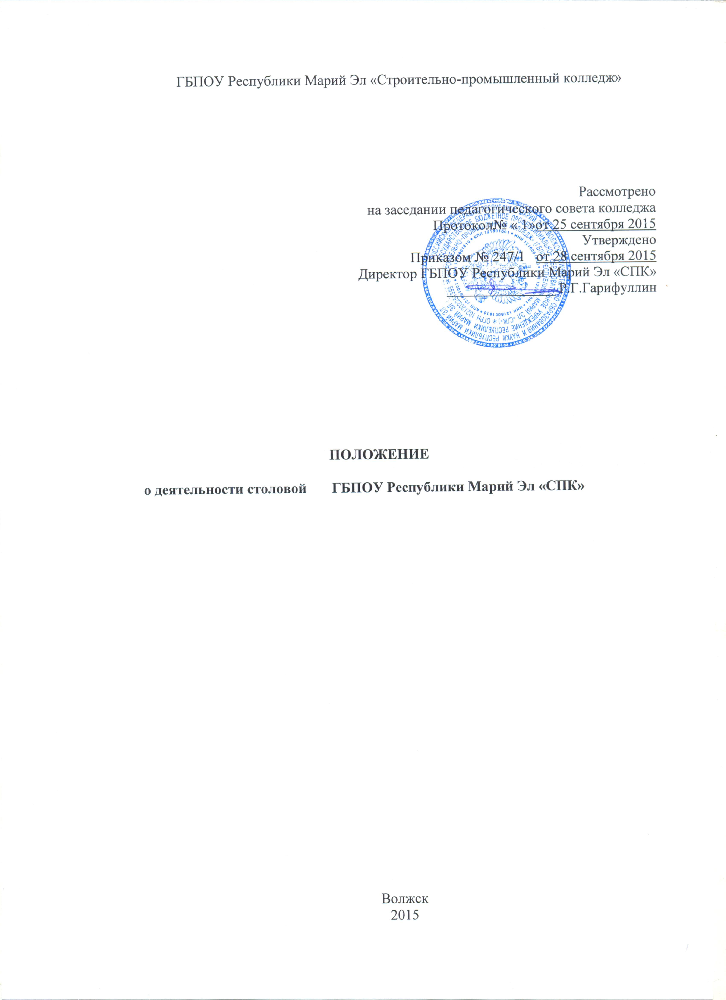 ГБПОУ Республики Марий Эл «Строительно-промышленный колледж»
Рассмотрено
на заседании педагогического совета колледжа
Протокол№ « 1»от 25 сентября 2015
Утверждено
Приказом № 247/1 от 28 сентября 2015
Директор ГБПОУ Республики Марий Эл «СПК»
Р.Г.Гарифуллин
ПОЛОЖЕНИЕ
о деятельности столовой ГБПОУ Республики Марий Эл «СПК»
Волжск
2015